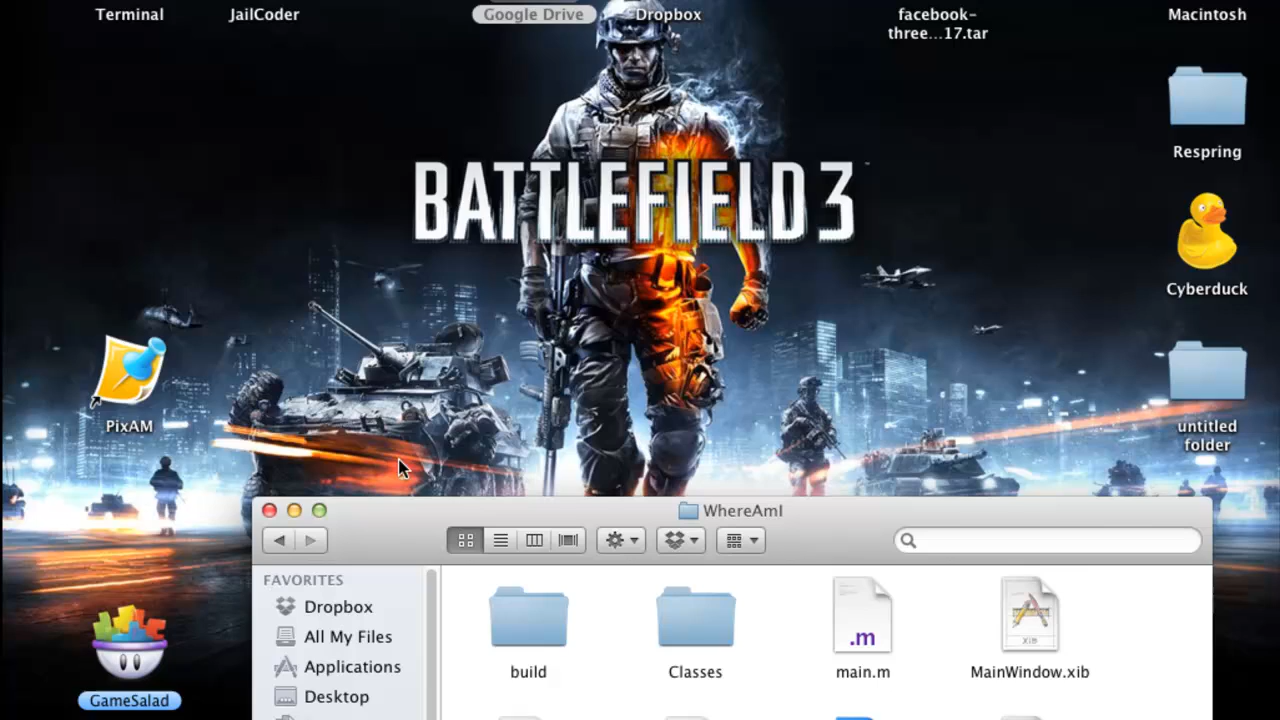 Terminal
JailCoder
Google Drive
Dropbox
facebook-
three...17.tar
Macintosh
Respring
BATTLEFIELD 3
Cyberduck
PixAM
untitled
folder
WhereAmI
FAVORITES
Dropbox
All My Files
Applications
Desktop
.m
XIB
build
Classes
main.m
MainWindow.xib
GameSalad